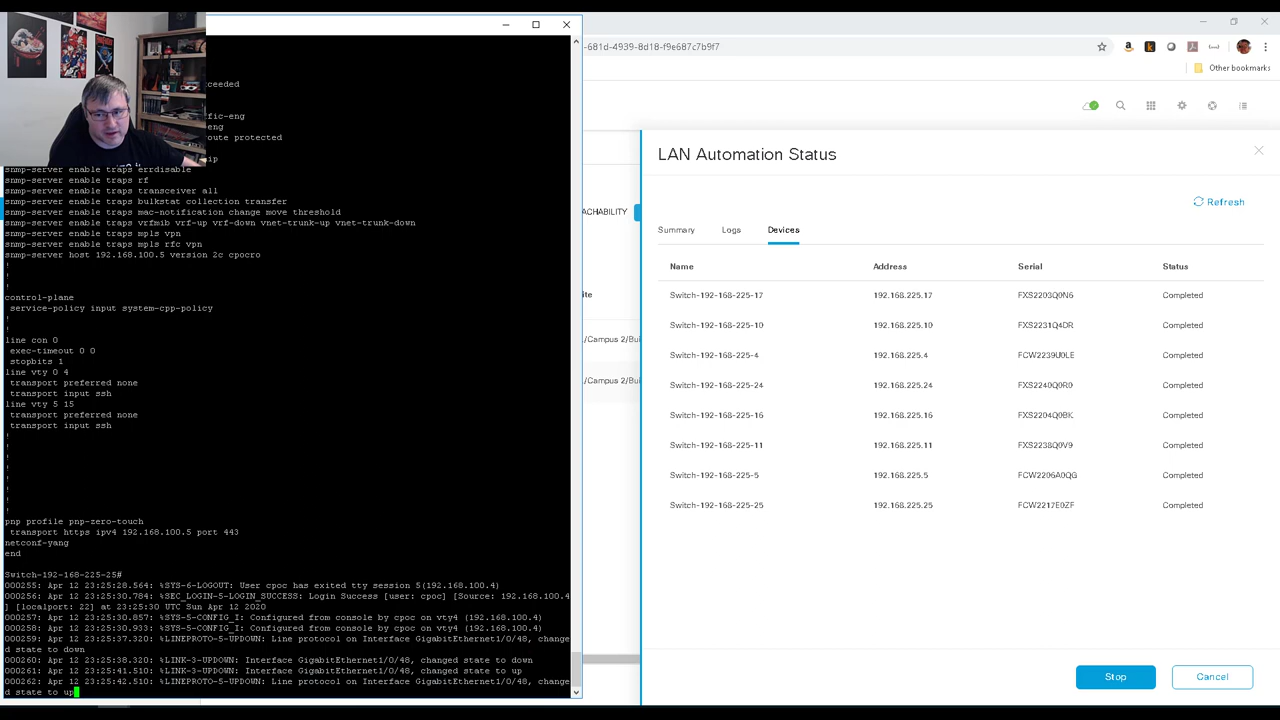 ceeded
fic-eng
eng
oute protected
ip
snmp-server enable traps errdisable
snmp-server enable traps rf
snmp-server enable traps transceiver all
snmp-server enable traps bulkstat collection transfer
snmp-server enable traps mac-notification change move threshold
snmp-server enable traps vrfmib vrf-up vrf-down vnet-trunk-up vnet-trunk-down
snmp-server enable traps mpls vpn
snmp-server enable traps mpls rfc vpn
snmp-server host 192.168.100.5 version 2c cpocro
!
!
!
control-plane
service-policy input system-cpp-policy
!
!
line con 0
exec-timeout 0 0
stopbits 1
line vty 0 4
transport preferred none
transport input ssh
line vty 5 15
transport preferred none
transport input ssh
!
!
!
!
!
!
!
!
pnp profile pnp-zero-touch
transport https ipv4 192.168.100.5 port 443
netconf-yang
end
Switch-192-168-225-25#
000255: Apr 12 23:25:28.564: %SYS-6-LOGOUT: User cpoc has exited tty session 5(192.168.100.4)
000256: Apr 12 23:25:30.784: %SEC_LOGIN-5-LOGIN_SUCCESS: Login Success [user: cpoc] [Source: 192.168.100.4
] [localport: 22] at 23:25:30 UTC Sun Apr 12 2020
000257: Apr 12 23:25:30.857: %SYS-5-CONFIG_I: Configured from console by cpoc on vty4 (192.168.100.4)
000258: Apr 12 23:25:30.933: %SYS-5-CONFIG_I: Configured from console by cpoc on vty4 (192.168.100.4)
000259: Apr 12 23:25:37.320: %LINEPROTO-5-UPDOWN: Line protocol on Interface GigabitEthernet1/0/48, change
d state to down
000260: Apr 12 23:25:38.320: %LINK-3-UPDOWN: Interface GigabitEthernet1/0/48, changed state to down
000261: Apr 12 23:25:41.510: %LINK-3-UPDOWN: Interface GigabitEthernet1/0/48, changed state to up
000262: Apr 12 23:25:42.510: %LINEPROTO-5-UPDOWN: Line protocol on Interface GigabitEthernet1/0/48, change
d state to up
-681d-4939-8d18-f9e687c7b9f7
Other bookmarks
ACHABILITY
ite
/Campus 2/Bui
/Campus 2/Bui
LAN Automation Status
Refresh
Summary Logs Devices
Name Address Serial Status
Switch-192-168-225-17 192.168.225.17 FXS2203Q0N6 Completed
Switch-192-168-225-10 192.168.225.10 FXS2231Q4DR Completed
Switch-192-168-225-4 192.168.225.4 FCW2239U0LE Completed
Switch-192-168-225-24 192.168.225.24 FXS2240Q0R0 Completed
Switch-192-168-225-16 192.168.225.16 FXS2204Q0BK Completed
Switch-192-168-225-11 192.168.225.11 FXS2238Q0V9 Completed
Switch-192-168-225-5 192.168.225.5 FCW2206A0QG Completed
Switch-192-168-225-25 192.168.225.25 FCW2217E0ZF Completed
Stop Cancel